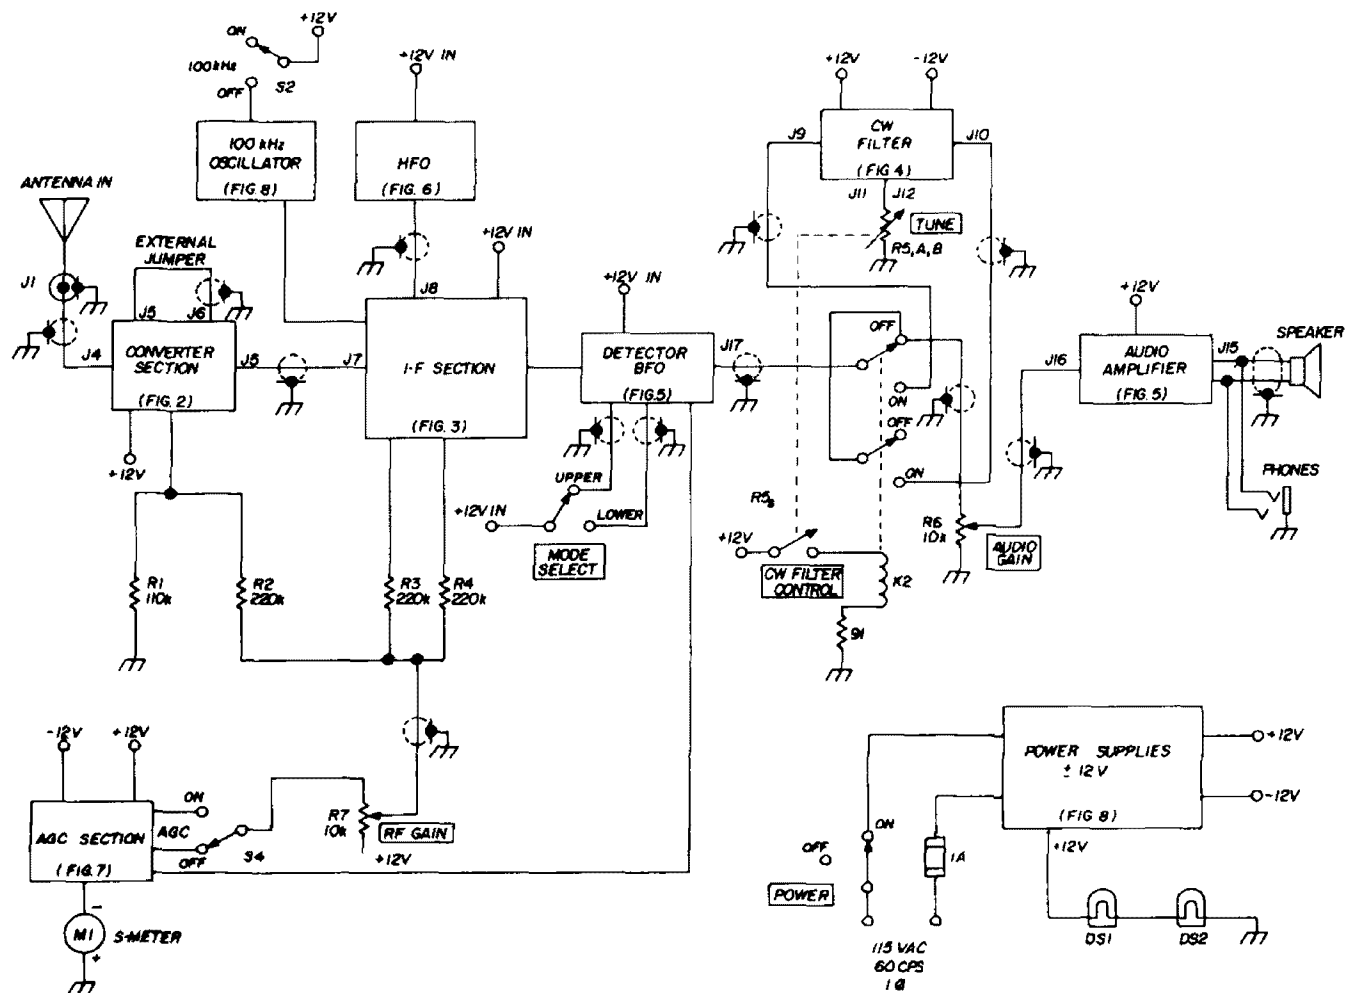 +12V
ON
100kHz
S2
OFF
100 kHz
OSCILLATOR
(FIG. 8)
+12V IN
HFO
(FIG. 6)
ANTENNA IN
EXTERNAL
JUMPER
J1
J5
J6
J4
CONVERTER
SECTION
(FIG. 2)
J5
J7
+12V
+12V IN
J8
I-F SECTION
(FIG. 3)
+12V IN
DETECTOR
BFO
(FIG.5)
J17
UPPER
+12V IN
LOWER
MODE
SELECT
+12V
-12V
J9
CW
FILTER
(FIG 4)
J10
J11
J12
TUNE
R5, A, B
OFF
ON
OFF
ON
R5s
+12V
CW FILTER
CONTROL
K2
91
R6
10k
AUDIO
GAIN
+12V
J16
AUDIO
AMPLIFIER
(FIG. 5)
J15
SPEAKER
PHONES
R1
110k
R2
220k
R3
220k
R4
220k
-12V
+12V
AGC SECTION
(FIG.7)
ON
AGC
OFF
S4
R7
10k
RF GAIN
+12V
-
M1
+
S-METER
POWER SUPPLIES
± 12V
(FIG 8)
+12V
-12V
+12V
ON
OFF
POWER
1A
115 VAC
60 CPS
1 Ø
DS1
DS2